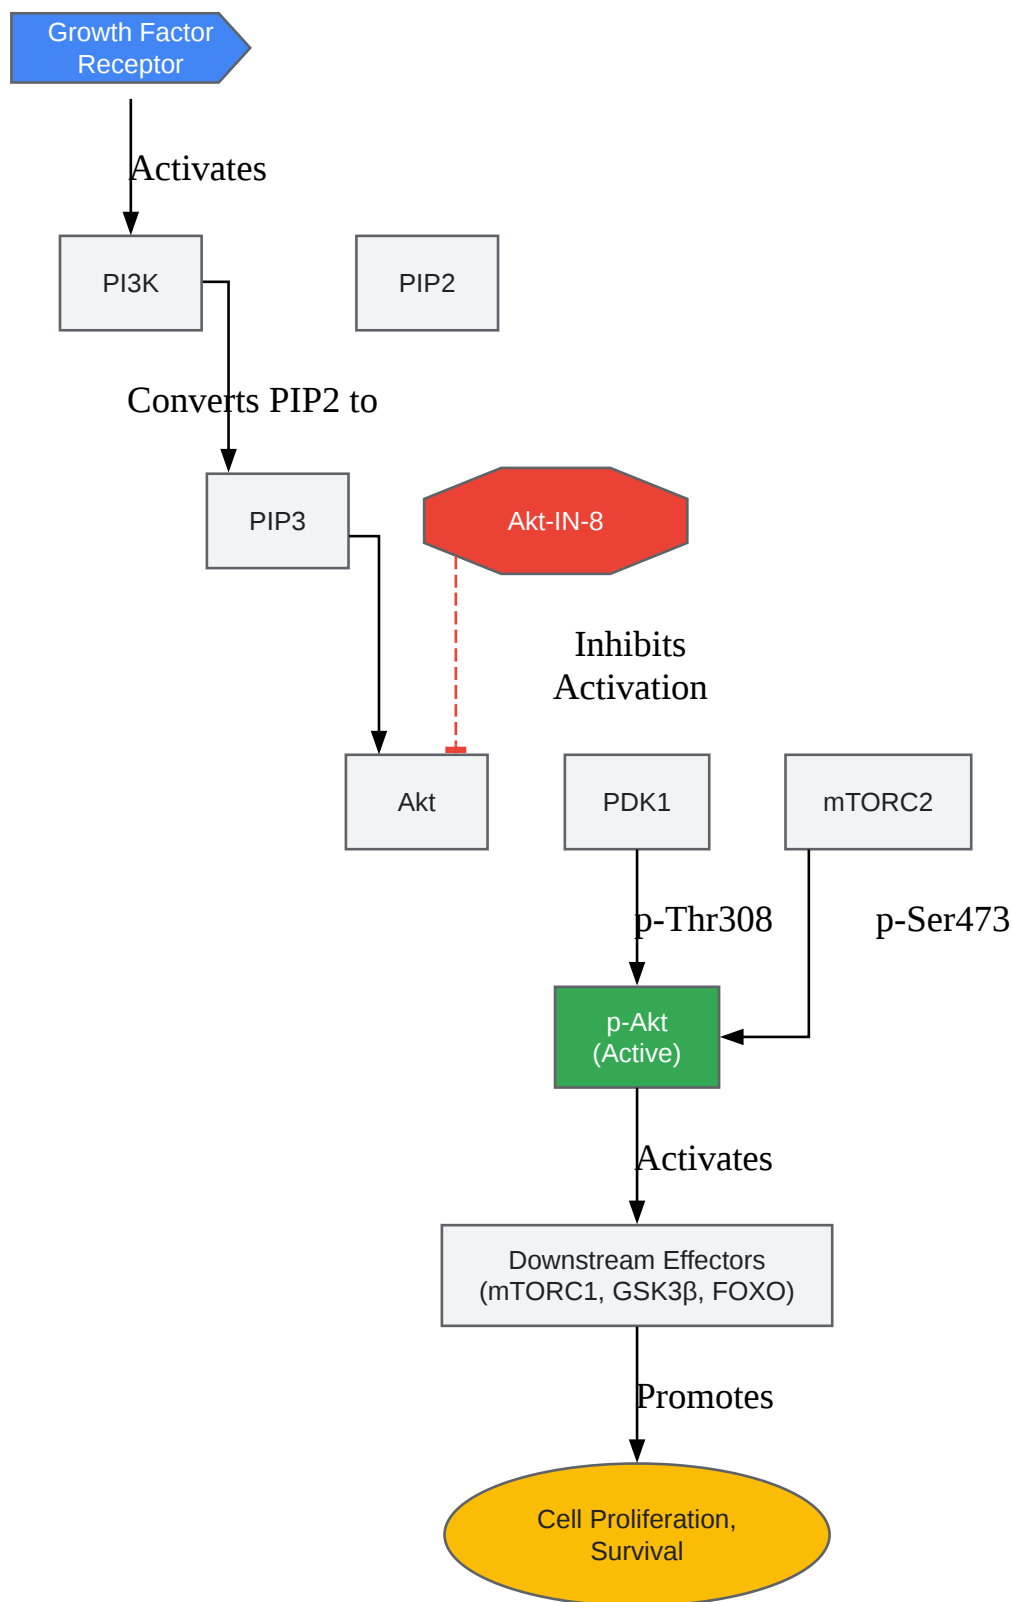 Growth Factor
Receptor
Activates
PI3K
PIP2
Converts PIP2 to
PIP3
Akt-IN-8
Inhibits
Activation
Akt
PDK1
mTORC2
p-Thr308
p-Ser473
p-Akt
(Active)
Activates
Downstream Effectors
(mTORC1, GSK3β, FOXO)
Promotes
Cell Proliferation,
Survival